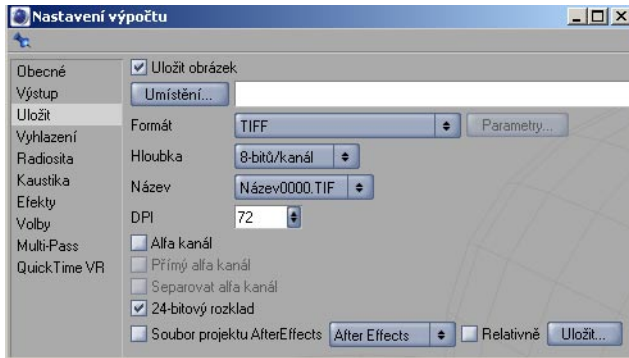 Nastavení výpočtu
Obecné
Výstup
Uložit
Vyhlazení
Radiosita
Kaustika
Efekty
Volby
Multi-Pass
QuickTime VR
Uložit obrázek
Umístění...
Formát TIFF Parametry...
Hloubka 8-bitů/kanál
Název Název0000.TIF
DPI 72
Alfa kanál
Přímý alfa kanál
Separovat alfa kanál
24-bitový rozklad
Soubor projektu AfterEffects After Effects Relativně Uložit...